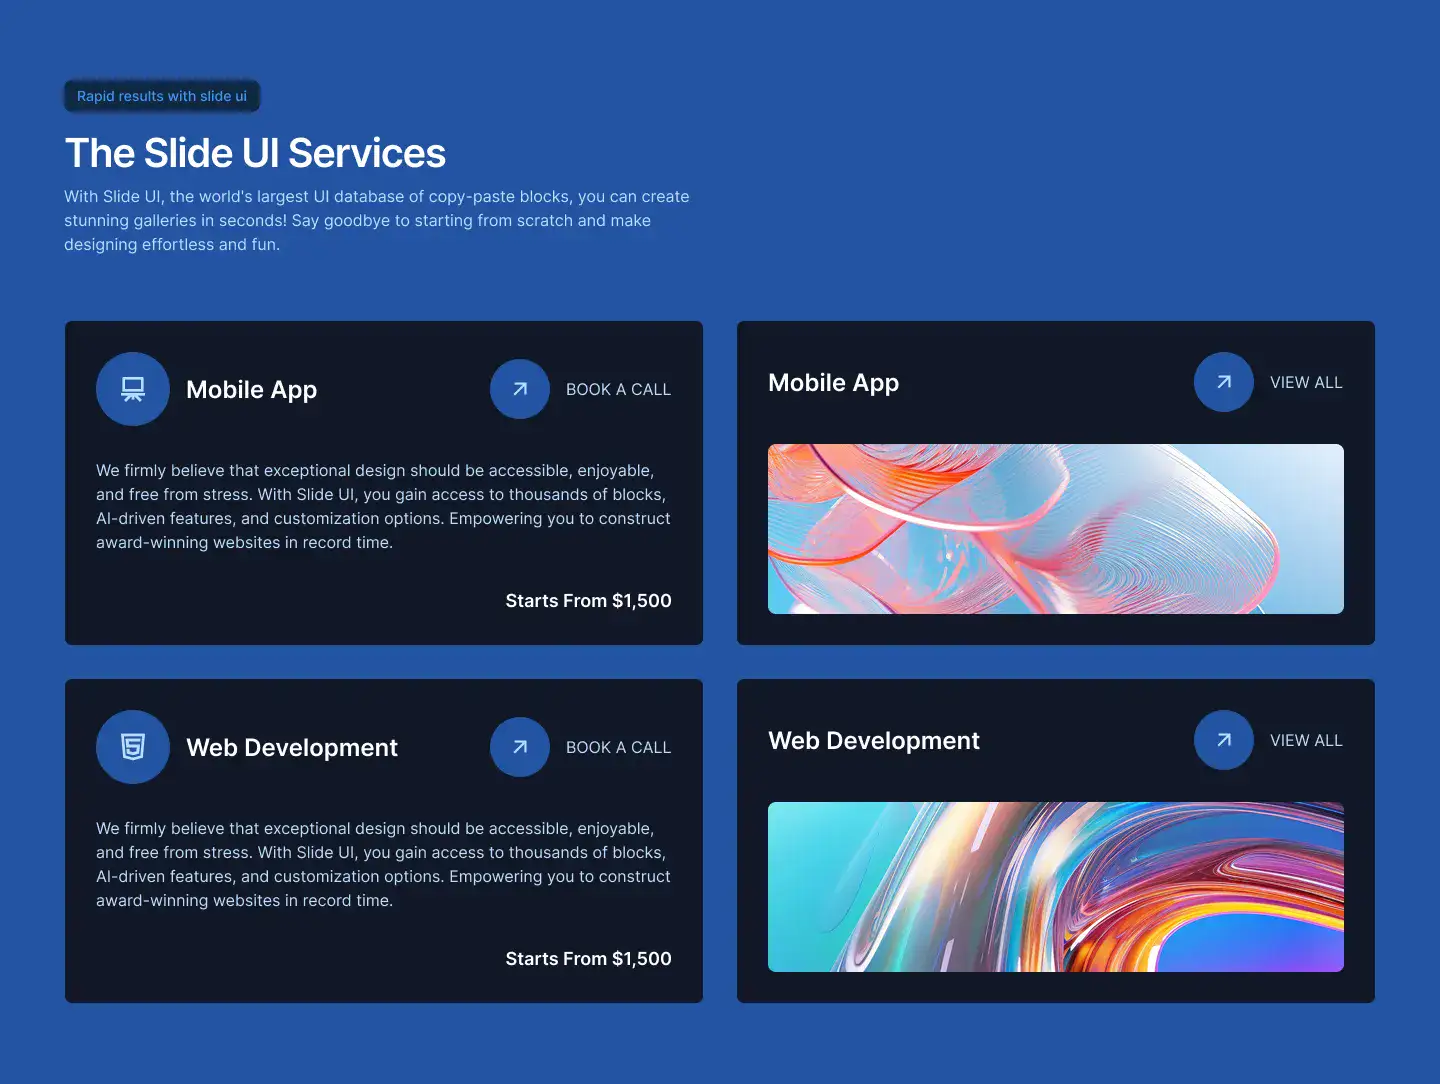 Rapid results with slide ui
The Slide UI Services
With Slide UI, the world's largest UI database of copy-paste blocks, you can create
stunning galleries in seconds! Say goodbye to starting from scratch and make
designing effortless and fun.
Mobile App
BOOK A CALL
We firmly believe that exceptional design should be accessible, enjoyable,
and free from stress. With Slide UI, you gain access to thousands of blocks,
AI-driven features, and customization options. Empowering you to construct
award-winning websites in record time.
Starts From $1,500
Mobile App
VIEW ALL
Web Development
BOOK A CALL
We firmly believe that exceptional design should be accessible, enjoyable,
and free from stress. With Slide UI, you gain access to thousands of blocks,
AI-driven features, and customization options. Empowering you to construct
award-winning websites in record time.
Starts From $1,500
Web Development
VIEW ALL